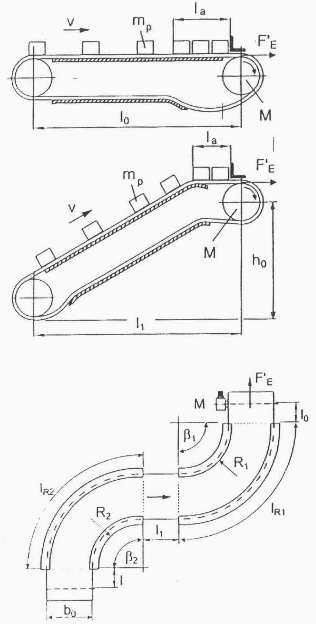 v
m_p
l_a
F'_E
M
l_0
l_a
F'_E
m_p
v
M
h_0
l_1
F'_E
M
l_0
β_1
l_R2
R_1
R_2
l_1
l_R1
β_2
l
b_0